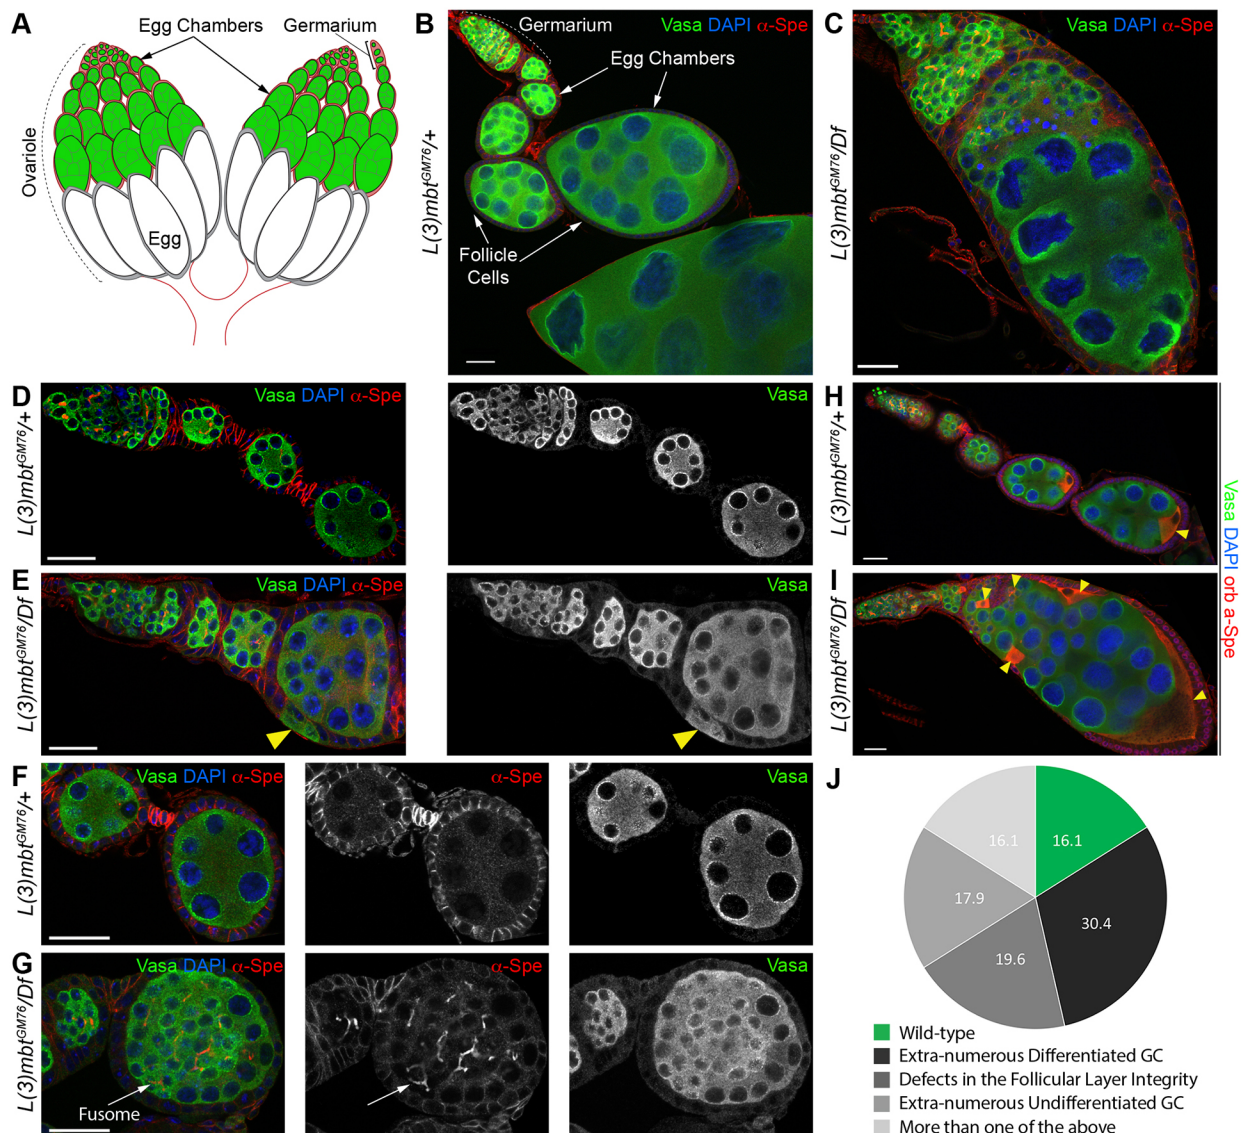 A
Egg Chambers
Germarium
Ovariole
Egg
B
Vasa DAPI α-Spe
Germarium
Egg Chambers
Follicle
Cells
L(3)mbtGM76/+
C
Vasa DAPI α-Spe
L(3)mbtGM76/Df
D
Vasa DAPI α-Spe
Vasa
L(3)mbtGM76/+
E
Vasa DAPI α-Spe
Vasa
L(3)mbtGM76/Df
F
Vasa DAPI α-Spe
α-Spe
Vasa
L(3)mbtGM76/+
G
Vasa DAPI α-Spe
α-Spe
Vasa
L(3)mbtGM76/Df
Fusome
H
L(3)mbtGM76/+
I
L(3)mbtGM76/Df
Vasa DAPI orb a-Spe
J
16.1
16.1
17.9
30.4
19.6
Wild-type
Extra-numerous Differentiated GC
Defects in the Follicular Layer Integrity
Extra-numerous Undifferentiated GC
More than one of the above